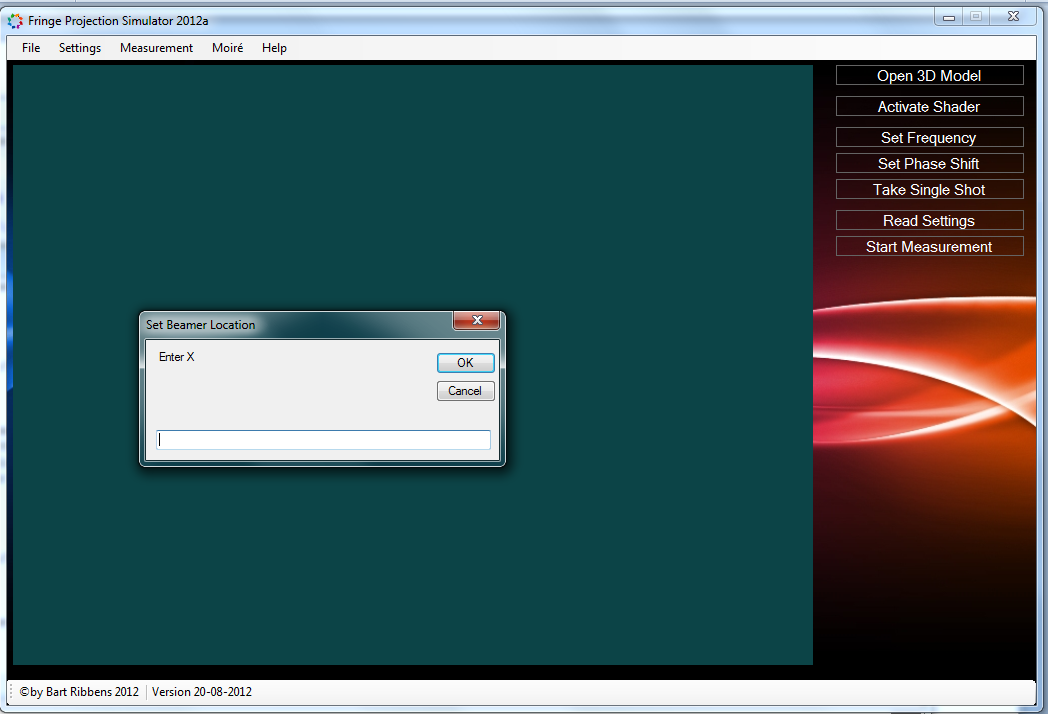 Fringe Projection Simulator 2012a
File Settings Measurement Moiré Help
Open 3D Model
Activate Shader
Set Frequency
Set Phase Shift
Take Single Shot
Read Settings
Start Measurement
Set Beamer Location
Enter X
OK
Cancel
©by Bart Ribbens 2012 Version 20-08-2012